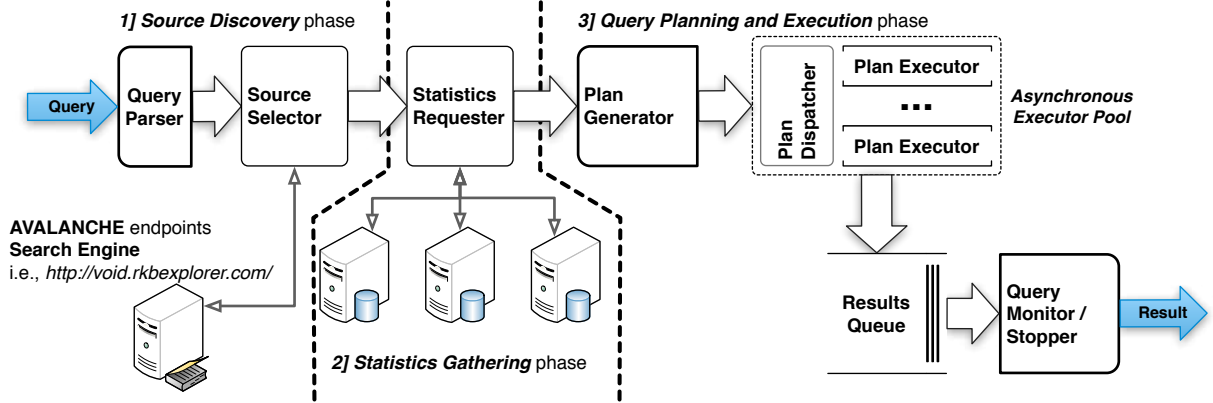 1] Source Discovery phase
3] Query Planning and Execution phase
Query
Query
Parser
Source
Selector
Statistics
Requester
Plan
Generator
Plan
Dispatcher
Plan Executor
...
Plan Executor
Asynchronous
Executor Pool
AVALANCHE endpoints
Search Engine
i.e., http://void.rkbexplorer.com/
2] Statistics Gathering phase
Results
Queue
Query
Monitor /
Stopper
Result